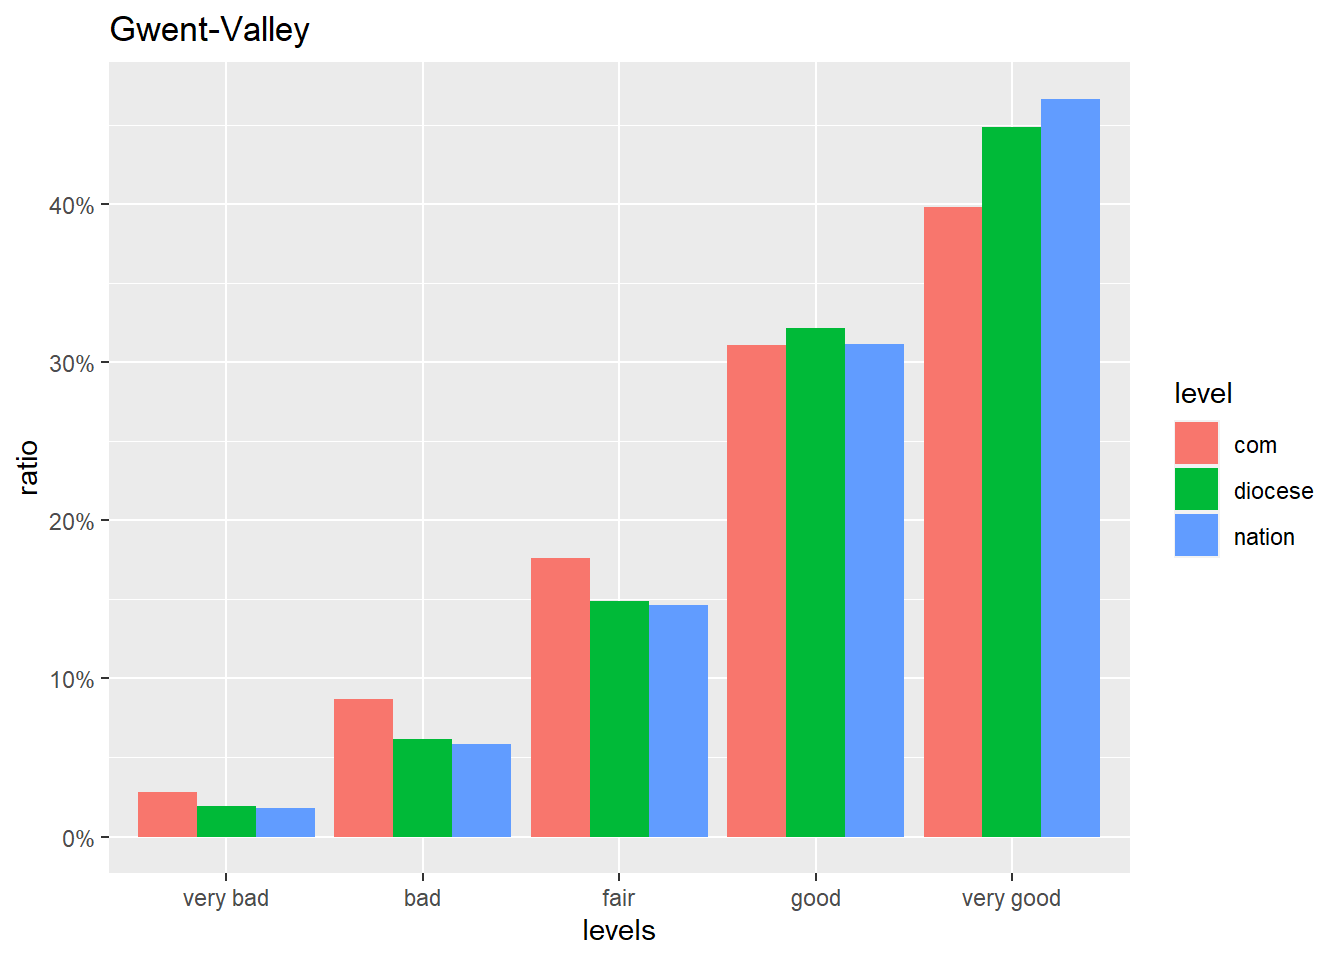 Gwent-Valley
40%
30%
20%
10%
0%
ratio
very bad
bad
fair
good
very good
levels
level
com
diocese
nation